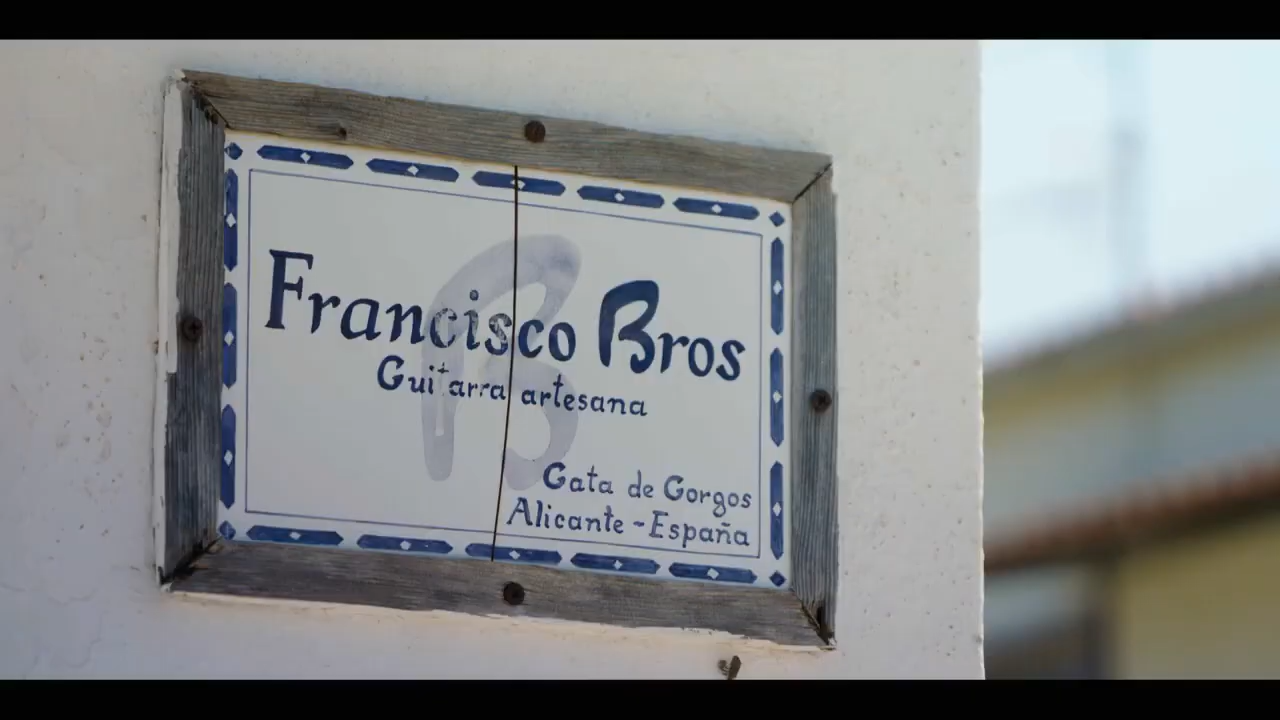 Francisco Bros
Guitarra artesana
Gata de Gorgos
Alicante - España